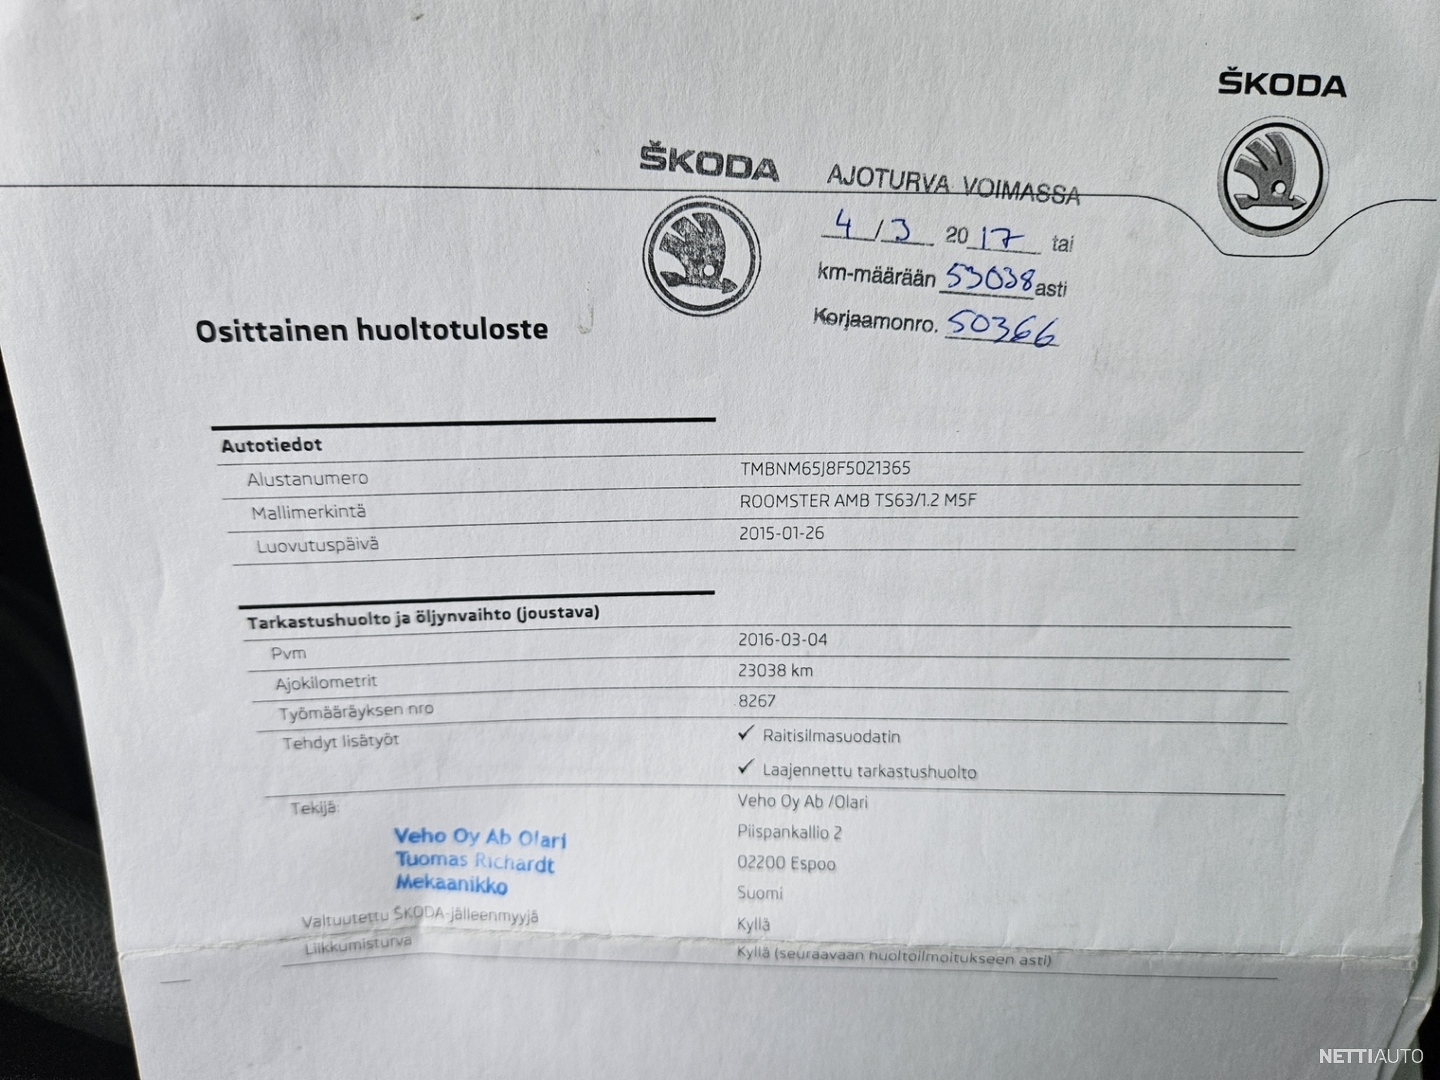 ŠKODA
ŠKODA
AJOTURVA VOIMASSA
4 / 3 2017 tai
km-määrään 53038 asti
Korjaamonro. 50366
Osittainen huoltotuloste
Autotiedot
Alustanumero TMBNM65J8F5021365
Mallimerkintä ROOMSTER AMB TS63/1.2 M5F
Luovutuspäivä 2015-01-26
Tarkastushuolto ja öljynvaihto (joustava)
Pvm 2016-03-04
Ajokilometrit 23038 km
Työmääräyksen nro 8267
Tehdyt lisätyöt ✓ Raitisilmasuodatin
✓ Laajennettu tarkastushuolto
Tekijä: Veho Oy Ab /Olari
Piispankallio 2
02200 Espoo
Suomi
Veho Oy Ab Olari
Tuomas Richardt
Mekaanikko
Valtuutettu ŠKODA-jälleenmyyjä Kyllä
Liikkumisturva Kyllä (seuraavaan huoltoilmoitukseen asti)
NETTIAUTO